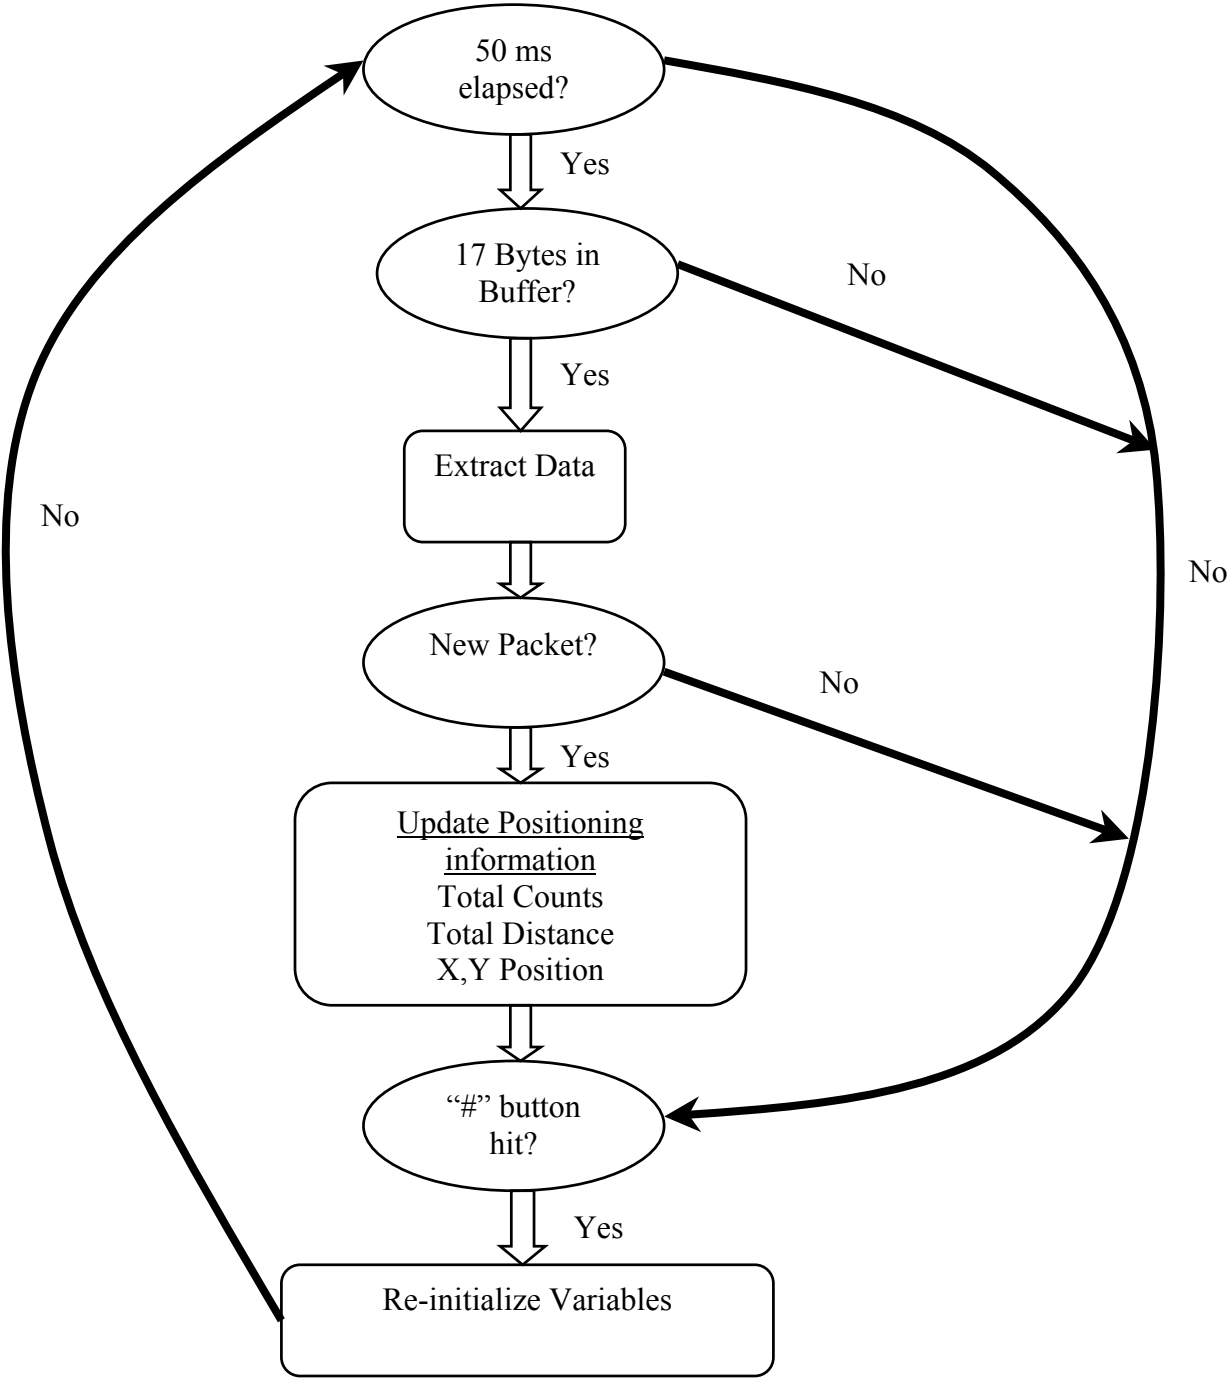 50 ms
elapsed?
Yes
17 Bytes in
Buffer?
No
Yes
Extract Data
No
No
New Packet?
No
Yes
Update Positioning
information
Total Counts
Total Distance
X,Y Position
“#” button
hit?
Yes
Re-initialize Variables